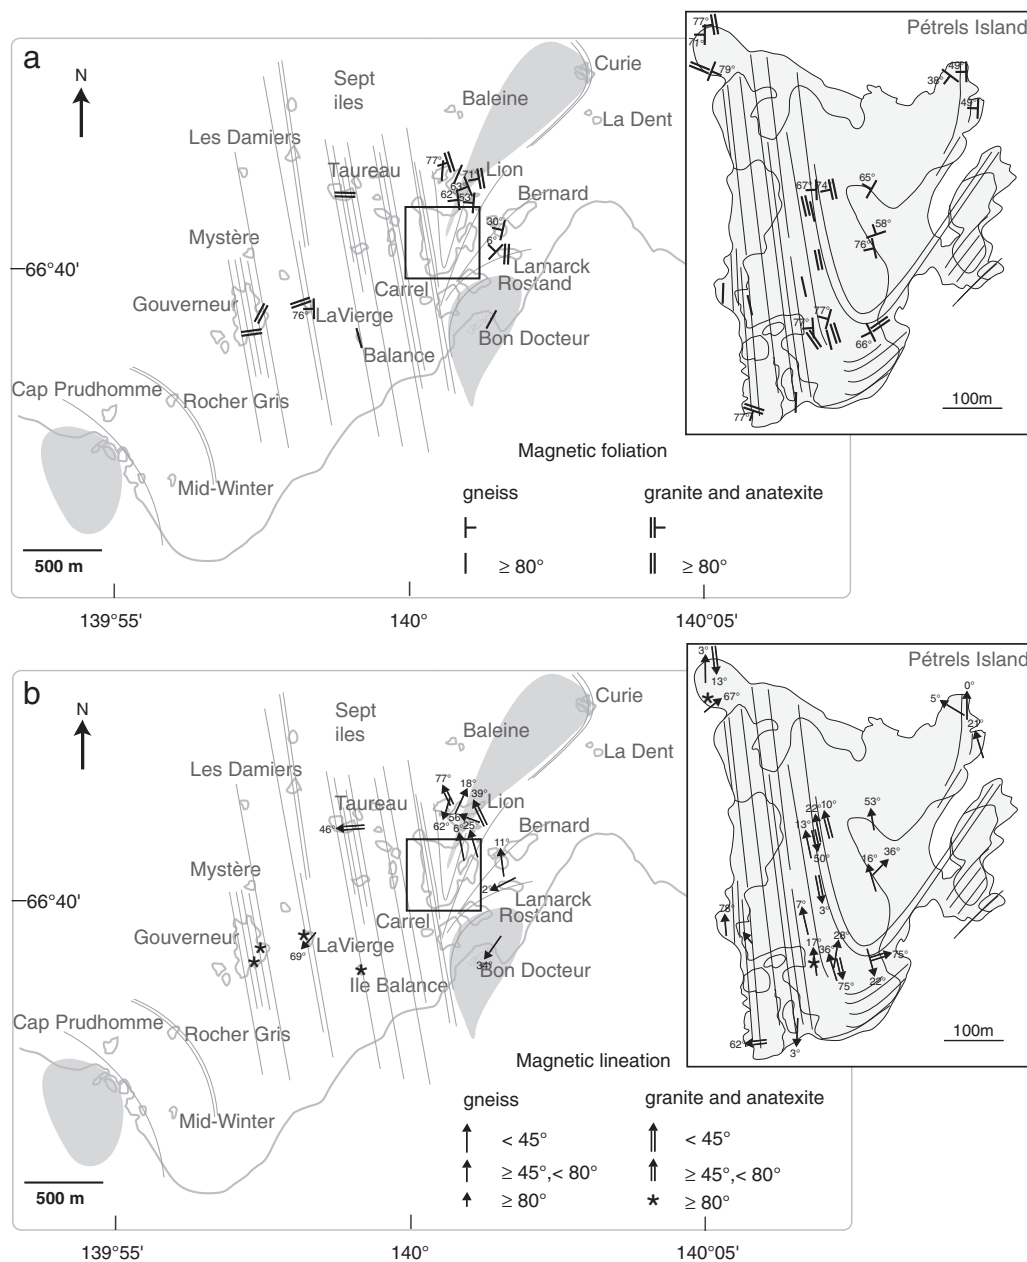 a
N
Sept
iles
Curie
Baleine
La Dent
Les Damiers
Taureau
77°
71°
Lion
63°
62°
53°
Bernard
30°
6°
Mystère
66°40'
Lamarck
Rostand
Carrel
Gouverneur
76°
LaVierge
Bon Docteur
Balance
Cap Prudhomme
Rocher Gris
Mid-Winter
500 m
Magnetic foliation
gneiss
granite and anatexite
≥ 80°
≥ 80°
139°55'
140°
140°05'
Pétrels Island
77°
71°
79°
49°
38°
49°
67°
74°
65°
58°
76°
77°
77°
66°
77°
100m
b
N
Sept
iles
Curie
Baleine
La Dent
Les Damiers
Taureau
46°
77°
18°
39°
Lion
62°
56°
6°
25°
Bernard
11°
2°
Mystère
66°40'
Lamarck
Rostand
Carrel
Gouverneur
LaVierge
69°
34°
Bon Docteur
Ile Balance
Cap Prudhomme
Rocher Gris
Mid-Winter
500 m
Magnetic lineation
gneiss
granite and anatexite
< 45°
< 45°
≥ 45°,< 80°
≥ 45°,< 80°
≥ 80°
* ≥ 80°
139°55'
140°
140°05'
Pétrels Island
3°
13°
67°
0°
5°
21°
22°
10°
53°
13°
50°
36°
16°
3°
78°
7°
17°
28°
36°
75°
75°
22°
62°
3°
100m